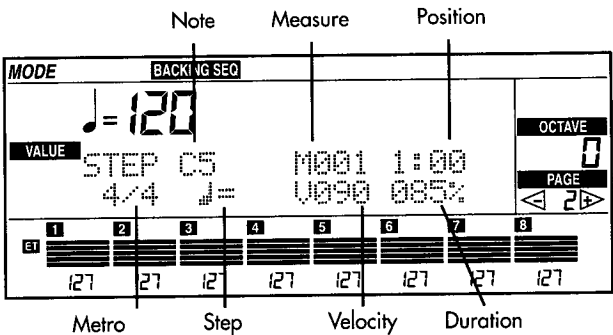 Note Measure Position
MODE BACKING SEQ
♩=120
OCTAVE
0
VALUE STEP C5 M001 1:00
PAGE
4/4 ♩= V090 085%
- 2 +
1 2 3 4 5 6 7 8
ET
127 127 127 127 127 127 127 127
Metro Step Velocity Duration